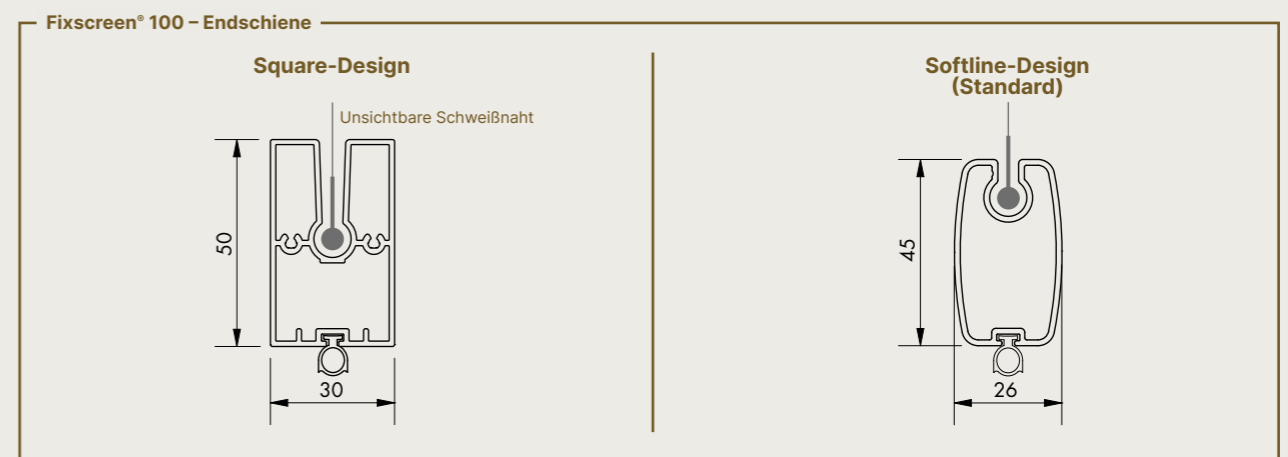 Fixscreen® 100 – Endschiene
Square-Design
Unsichtbare Schweißnaht
50
30
Softline-Design
(Standard)
45
26